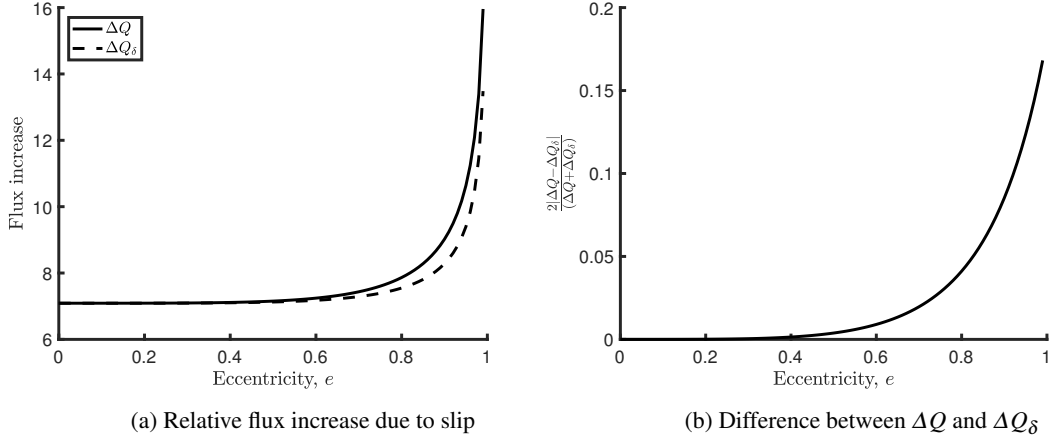 16
14
12
10
8
6
Flux increase
ΔQ
ΔQ_δ
0
0.2
0.4
0.6
0.8
1
Eccentricity, e
(a) Relative flux increase due to slip
0.2
0.15
0.1
0.05
0
2|ΔQ−ΔQ_δ|
(ΔQ+ΔQ_δ)
0
0.2
0.4
0.6
0.8
1
Eccentricity, e
(b) Difference between ΔQ and ΔQ_δ